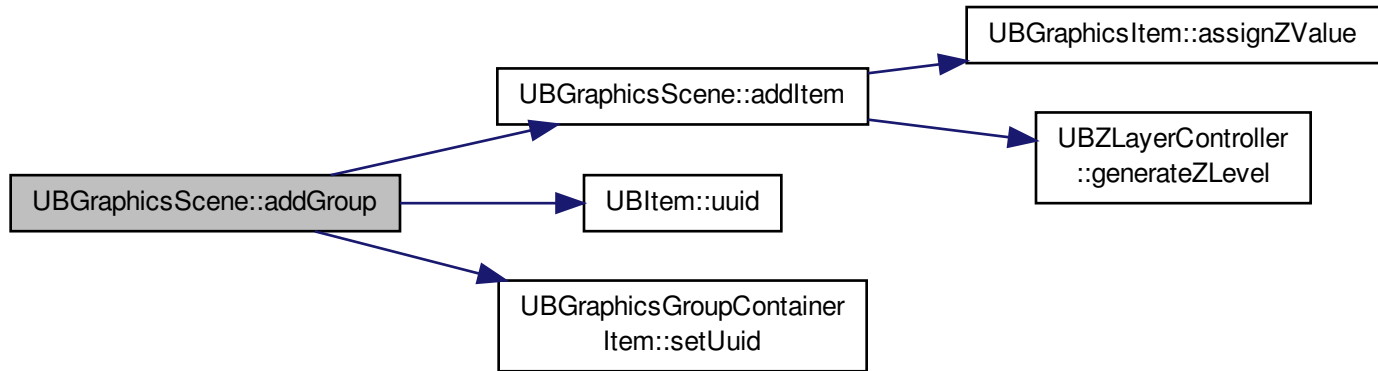 UBGraphicsScene::addGroup
UBGraphicsScene::addItem
UBGraphicsItem::assignZValue
UBZLayerController
::generateZLevel
UBItem::uuid
UBGraphicsGroupContainer
Item::setUuid